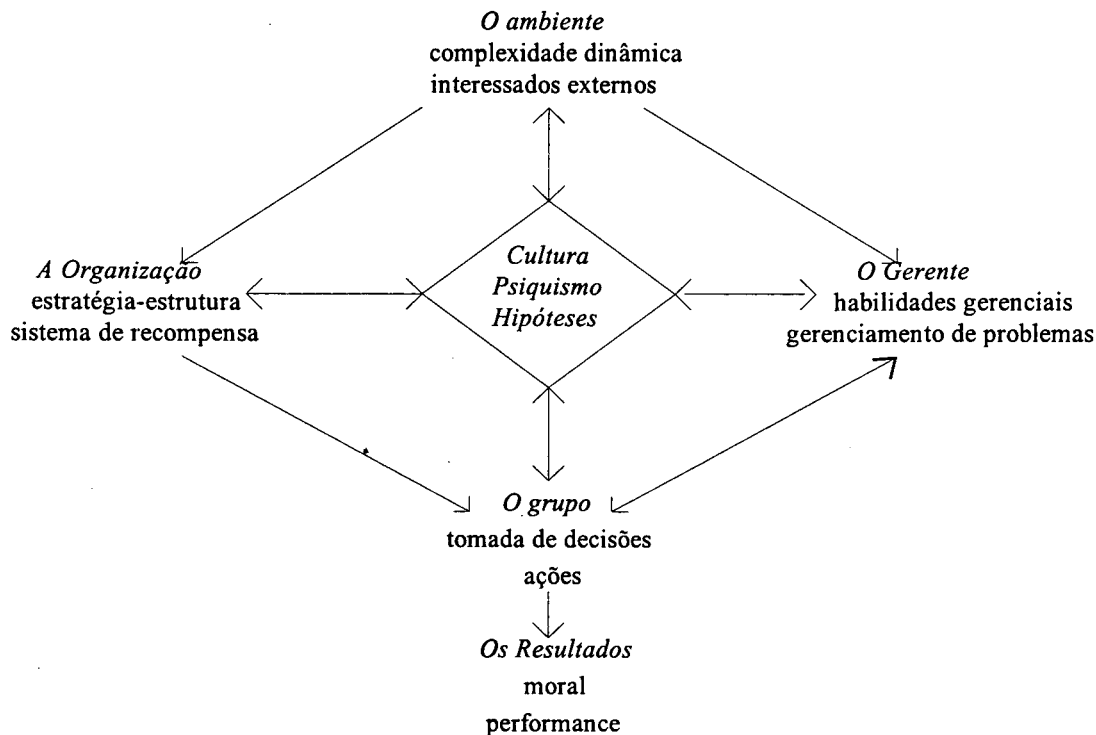 O ambiente
complexidade dinâmica
interessados externos
Cultura
Psiquismo
Hipóteses
A Organização
estratégia-estrutura
sistema de recompensa
O Gerente
habilidades gerenciais
gerenciamento de problemas
O grupo
tomada de decisões
ações
Os Resultados
moral
performance